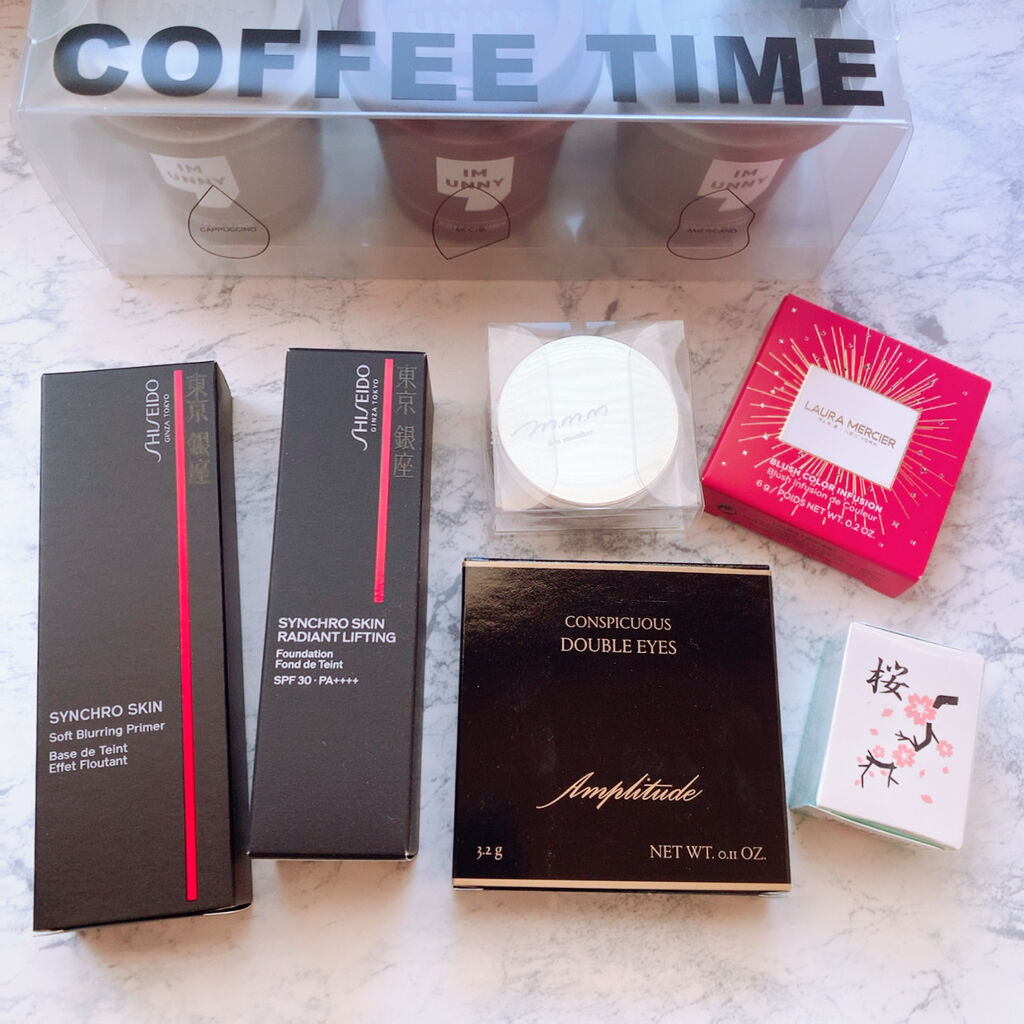 COFFEE TIME
IM
UNNY
CAPPUCCINO
IM
UNNY
MOCHA
IM
UNNY
AMERICANO
SHISEIDO
GINZA TOKYO
東京 銀座
SYNCHRO SKIN
Soft Blurring Primer
Base de Teint
Effet Floutant
SHISEIDO
GINZA TOKYO
東京 銀座
SYNCHRO SKIN
RADIANT LIFTING
Foundation
Fond de Teint
SPF 30 · PA++++
LAURA MERCIER
BLUSH COLOR INFUSION
Blush Infusion de Couleur
6 g / POIDS NET WT. 0.2 OZ.
CONSPICUOUS
DOUBLE EYES
Amplitude
3.2 g
NET WT. 0.11 OZ.
桜